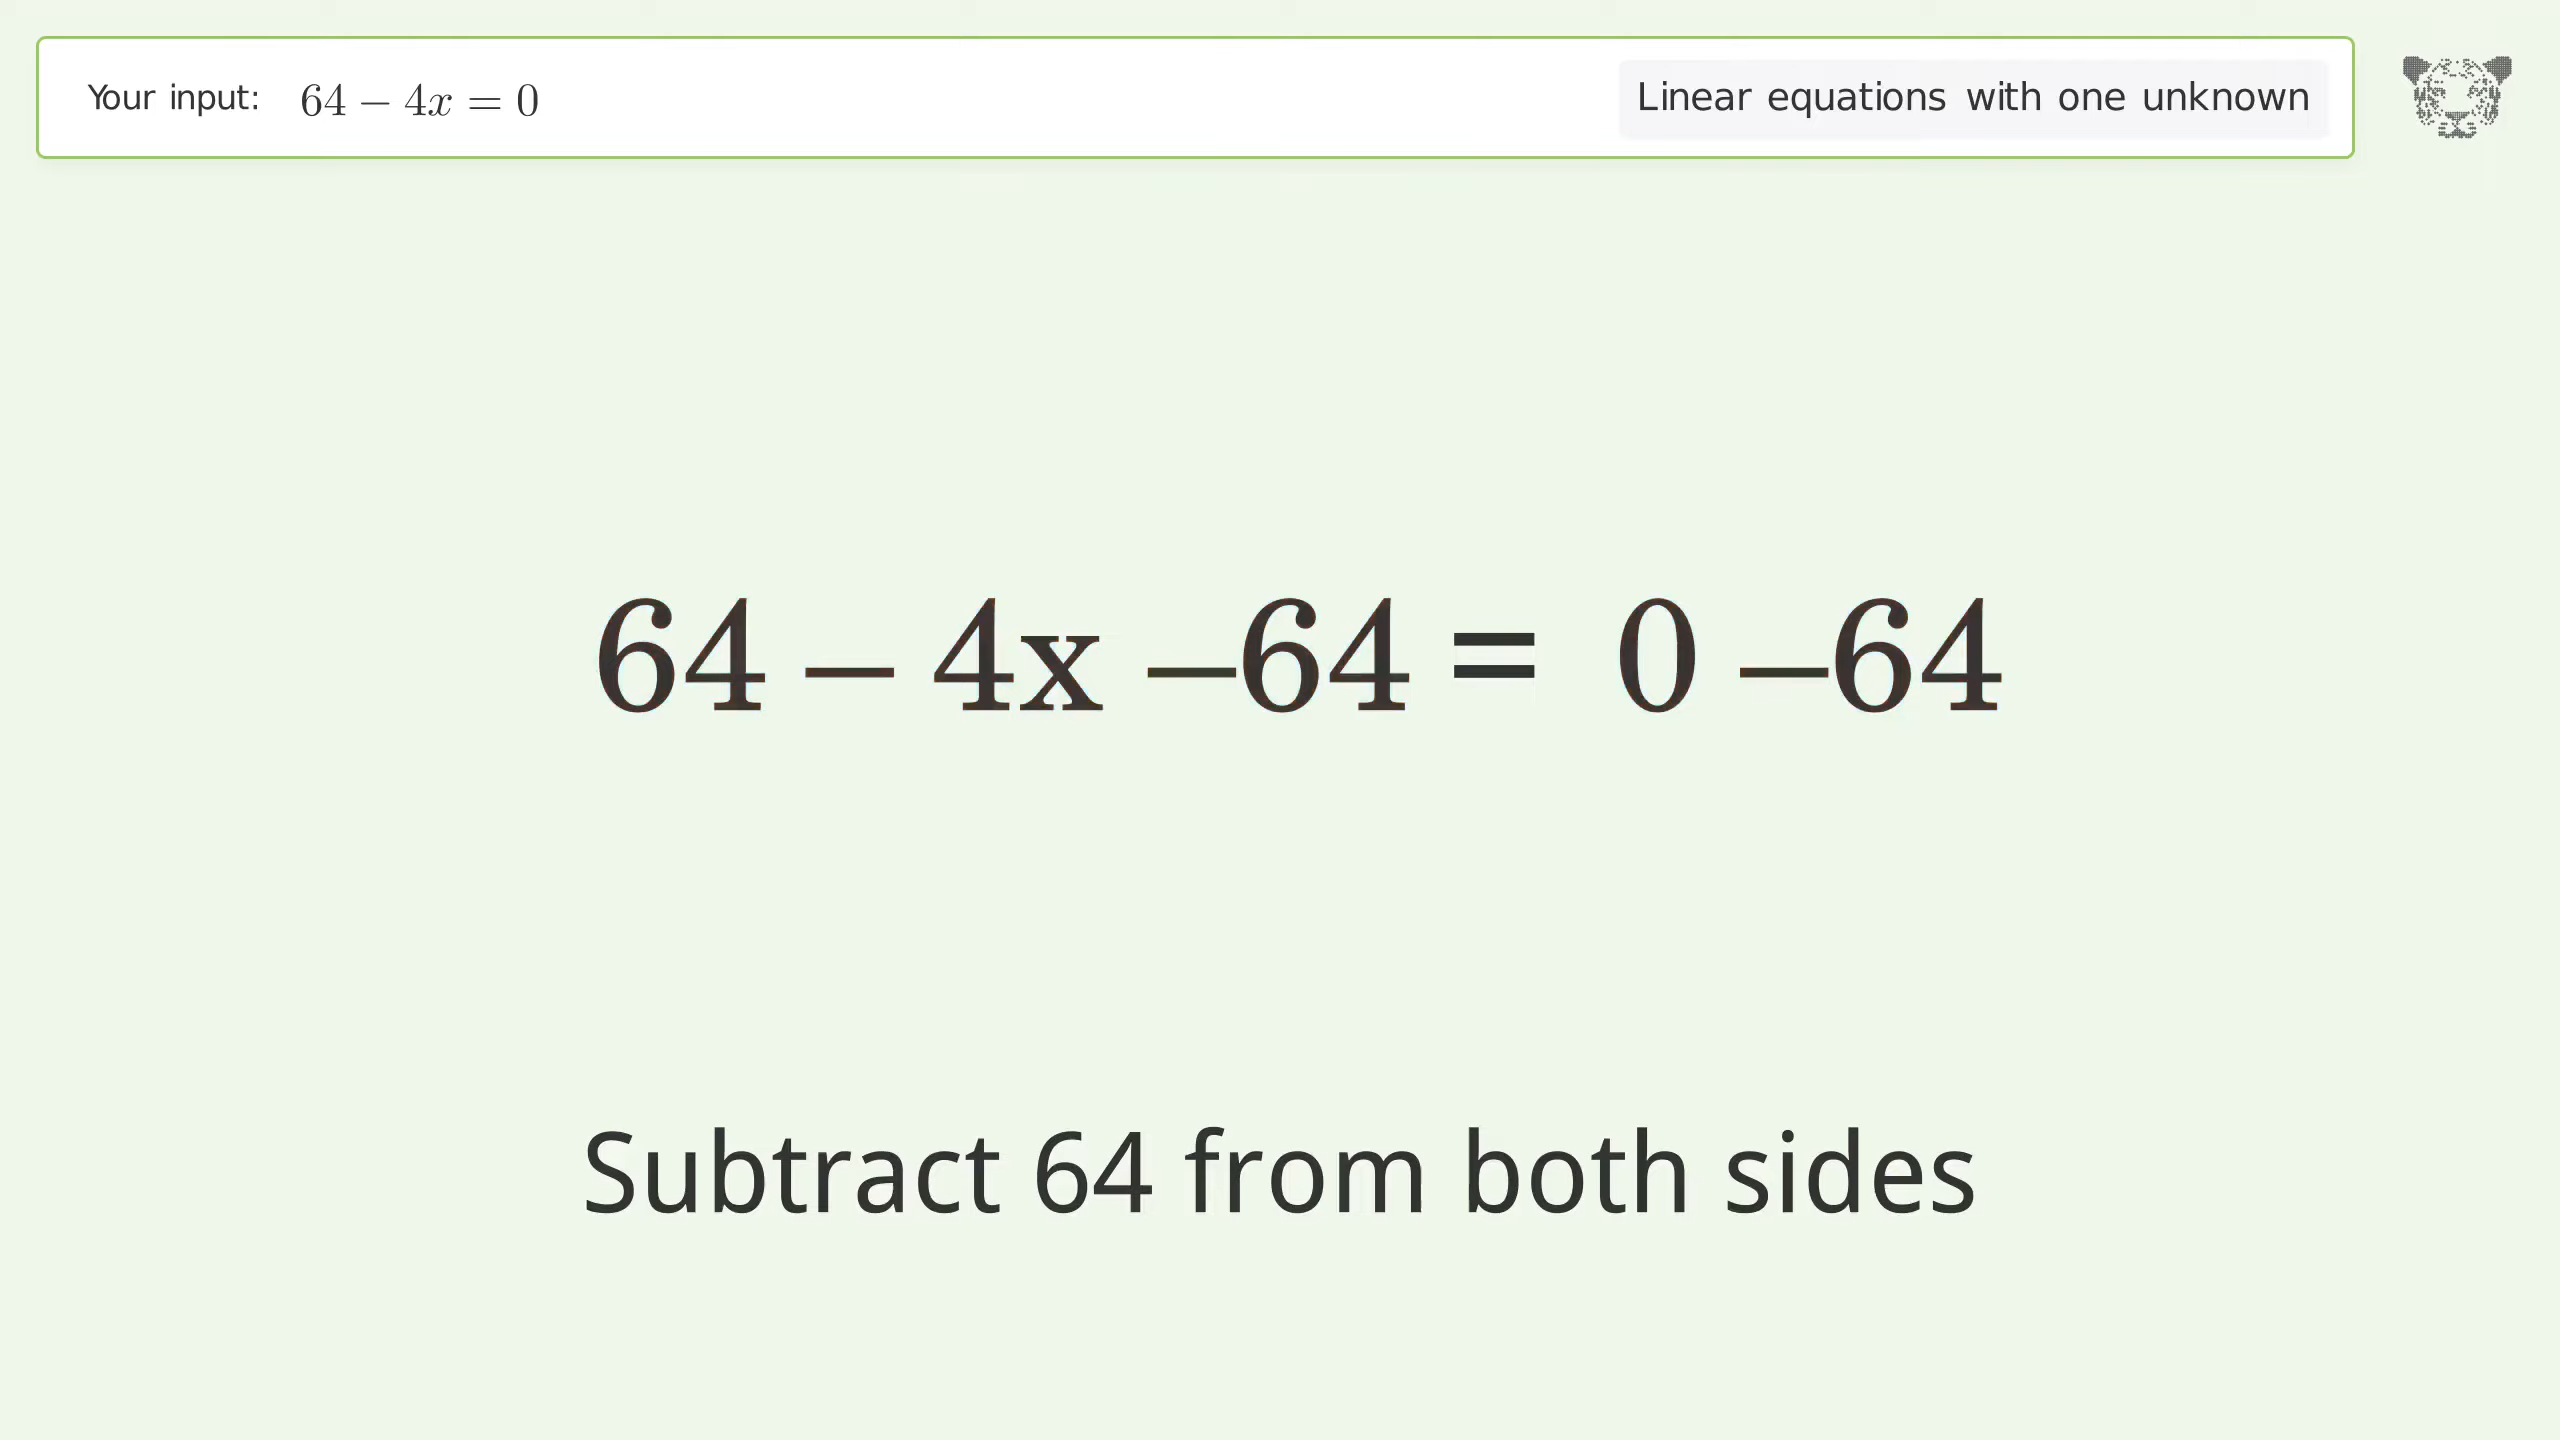 Your input: 64 − 4x = 0 Linear equations with one unknown
64 – 4x –64 = 0 –64
Subtract 64 from both sides